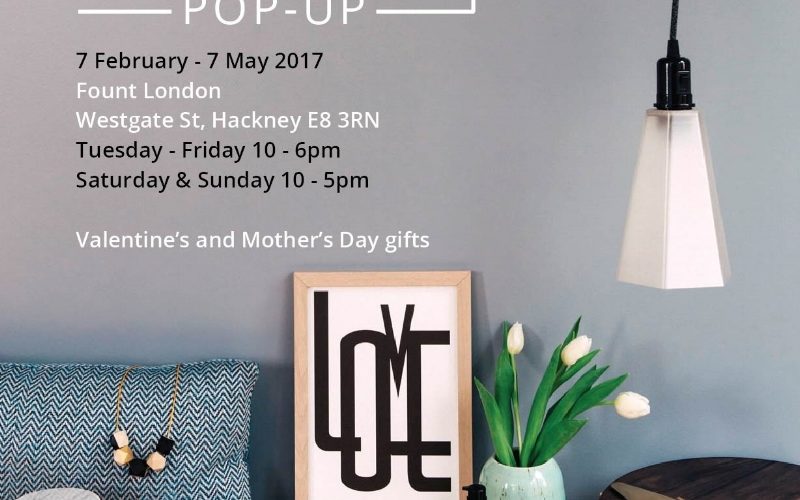 POP-UP
7 February - 7 May 2017
Fount London
Westgate St, Hackney E8 3RN
Tuesday - Friday 10 - 6pm
Saturday & Sunday 10 - 5pm
Valentine's and Mother's Day gifts
LOVE